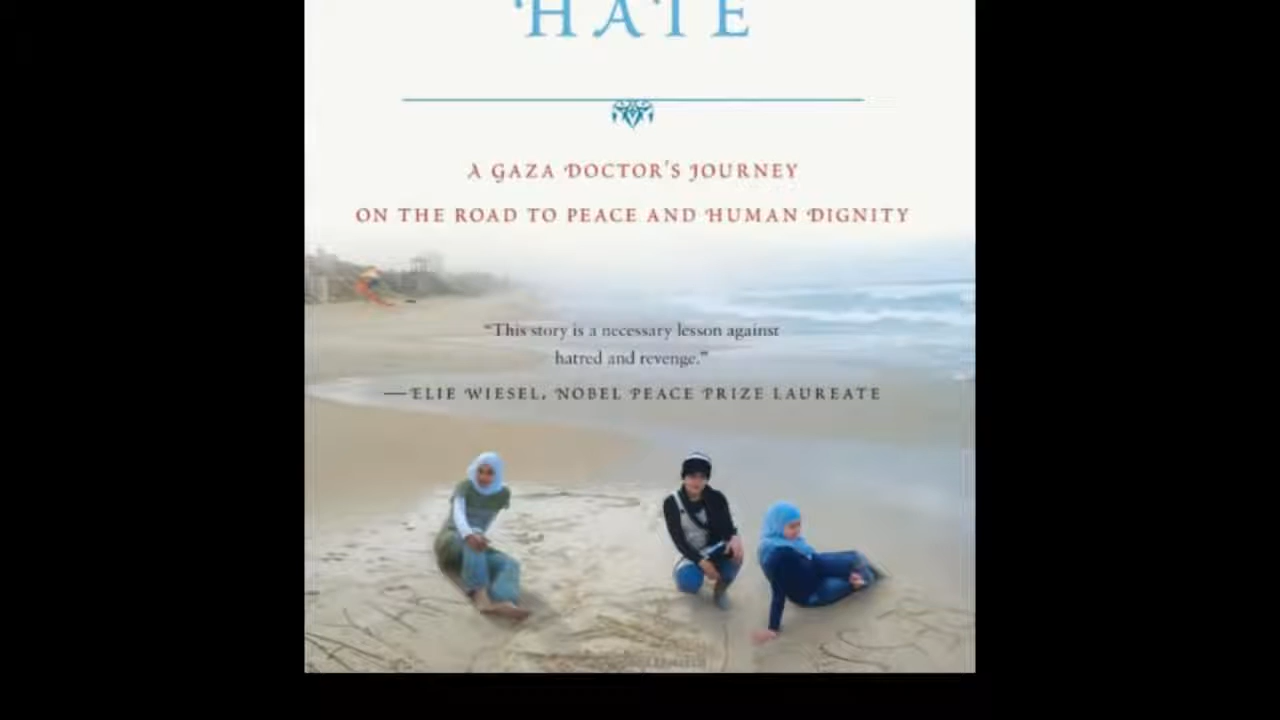 HATE
A GAZA DOCTOR'S JOURNEY
ON THE ROAD TO PEACE AND HUMAN DIGNITY
"This story is a necessary lesson against
hatred and revenge."
—ELIE WIESEL, NOBEL PEACE PRIZE LAUREATE